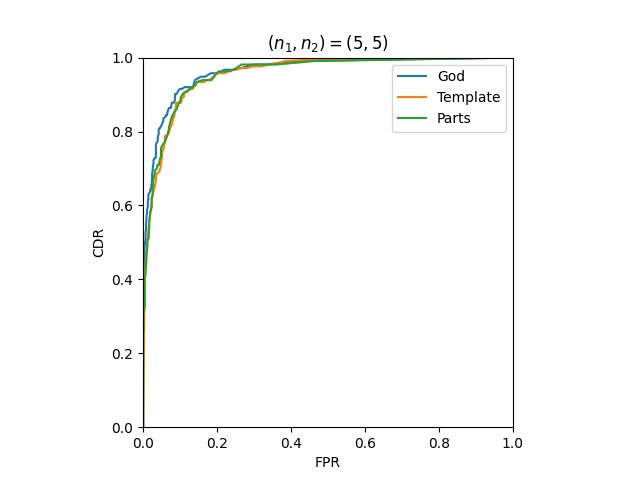 (n₁, n₂) = (5, 5)
1.0
0.8
0.6
0.4
0.2
0.0
CDR
God
Template
Parts
0.0 0.2 0.4 0.6 0.8 1.0
FPR